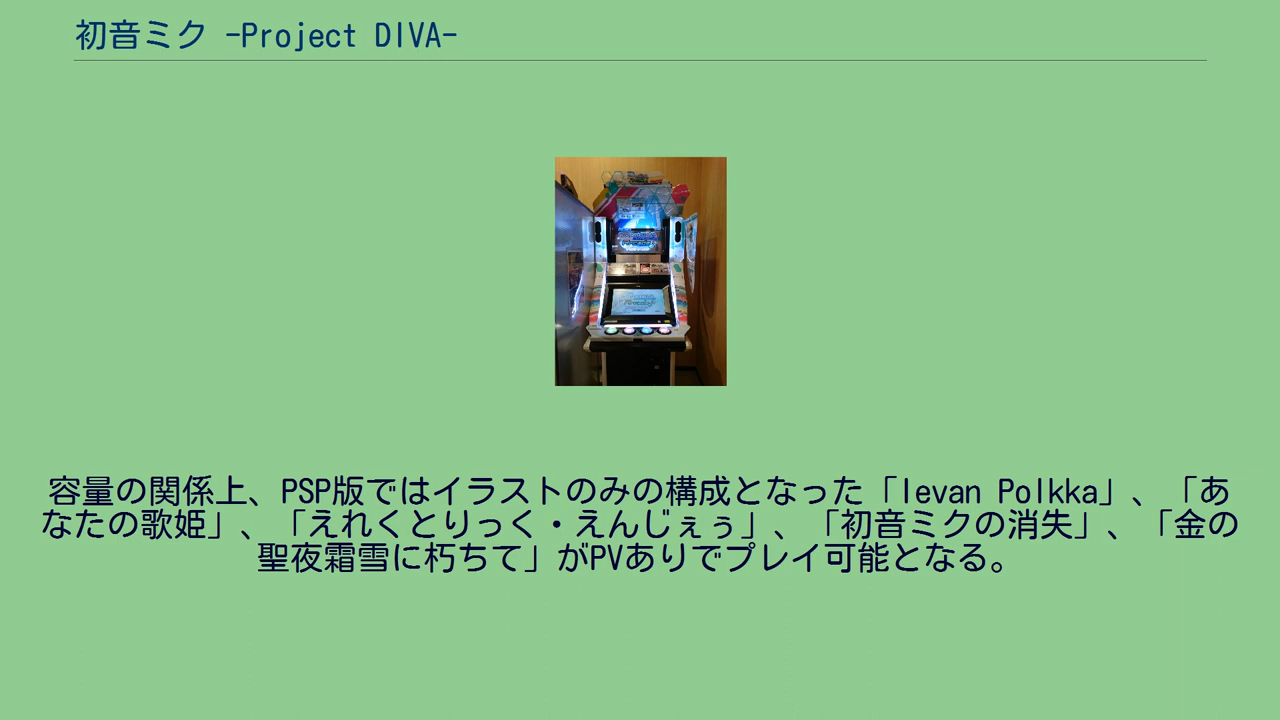 初音ミク -Project DIVA-
容量の関係上、PSP版ではイラストのみの構成となった「Ievan Polkka」、「あ
なたの歌姫」、「えれくとりっく・えんじぇぅ」、「初音ミクの消失」、「金の
聖夜霜雪に朽ちて」がPVありでプレイ可能となる。